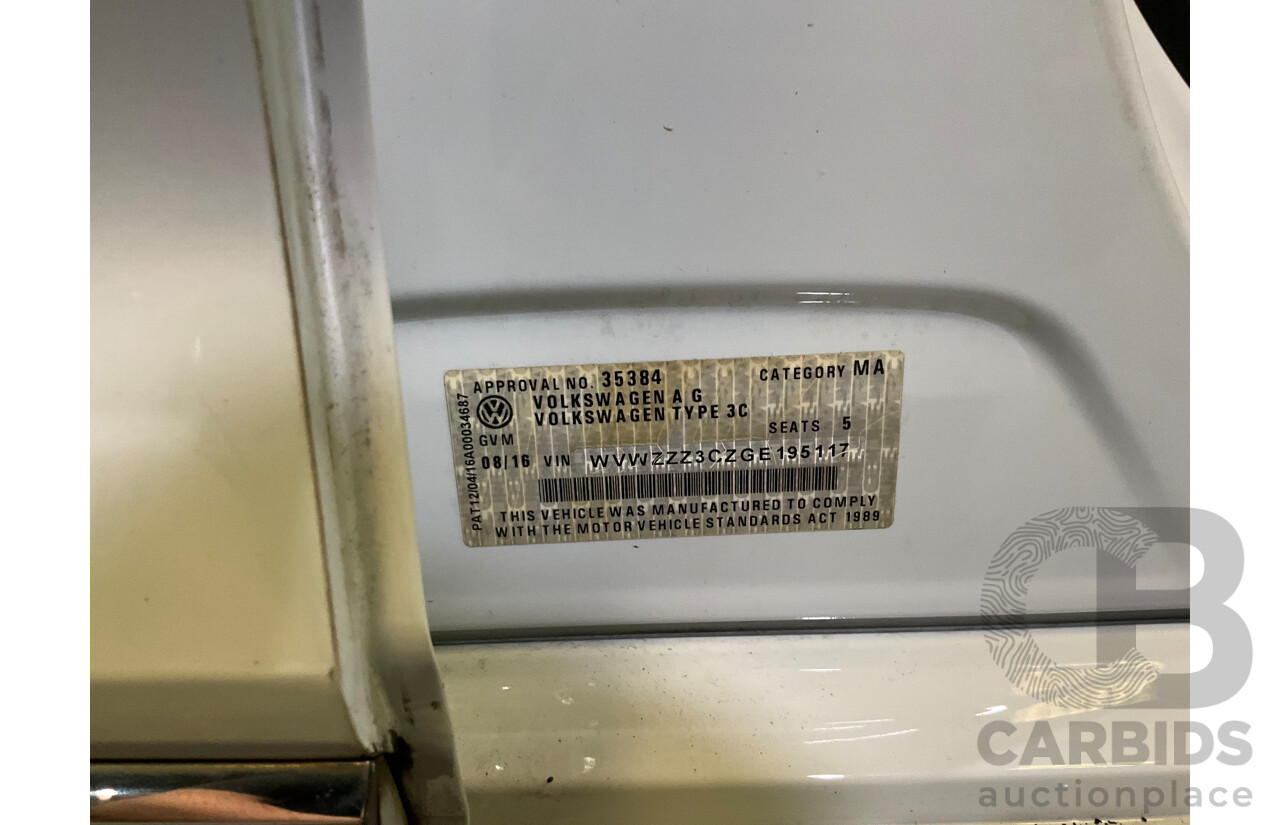 APPROVAL NO. 35384 CATEGORY MA
VOLKSWAGEN A G
VOLKSWAGEN TYPE 3C
SEATS 5
GVM
08/16 VIN WVWZZZ3CZGE195117
THIS VEHICLE WAS MANUFACTURED TO COMPLY
WITH THE MOTOR VEHICLE STANDARDS ACT 1989
PAT12/04/16A00034687
CB
CARBIDS
auctionplace